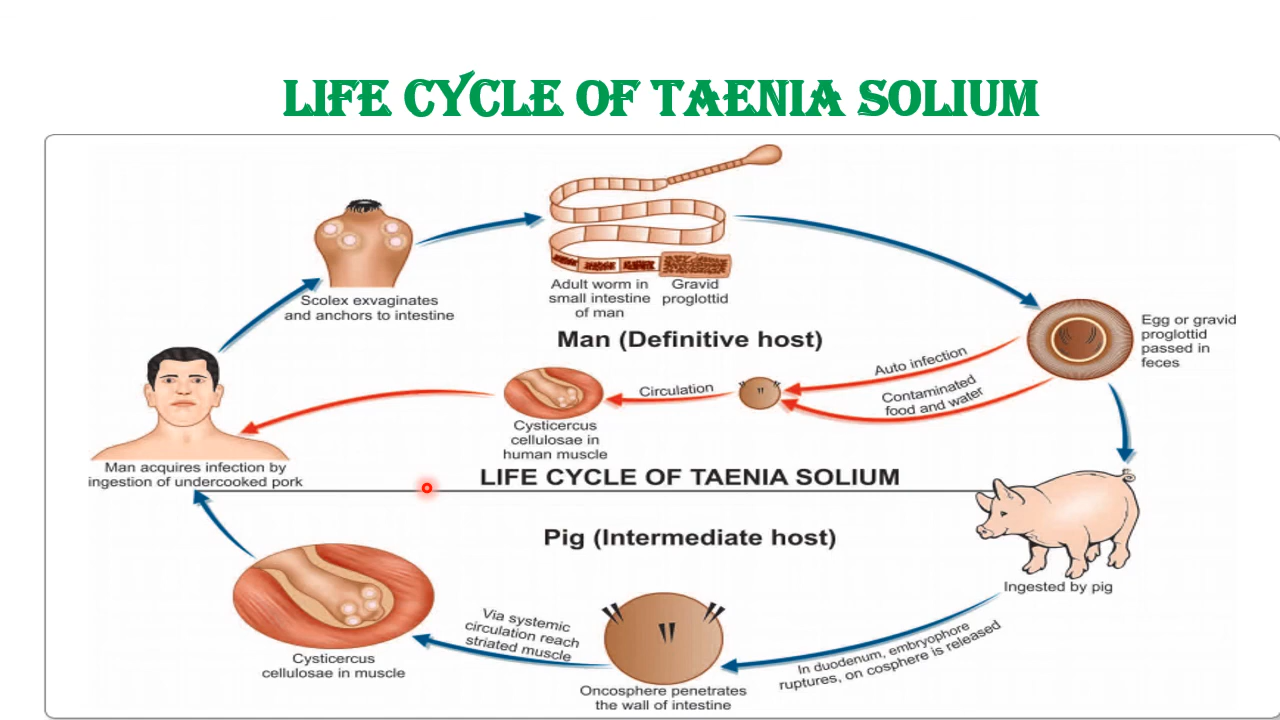 LIFE CYCLE OF TAENIA SOLIUM
Scolex exvaginates
and anchors to intestine
Adult worm in
small intestine
of man
Gravid
proglottid
Man (Definitive host)
Egg or gravid
proglottid
passed in
feces
Auto infection
Contaminated
food and water
Circulation
Cysticercus
cellulosae in
human muscle
Man acquires infection by
ingestion of undercooked pork
LIFE CYCLE OF TAENIA SOLIUM
Pig (Intermediate host)
Ingested by pig
In duodenum, embryophore
ruptures, on cosphere is released
Oncosphere penetrates
the wall of intestine
Via systemic
circulation reach
striated muscle
Cysticercus
cellulosae in muscle